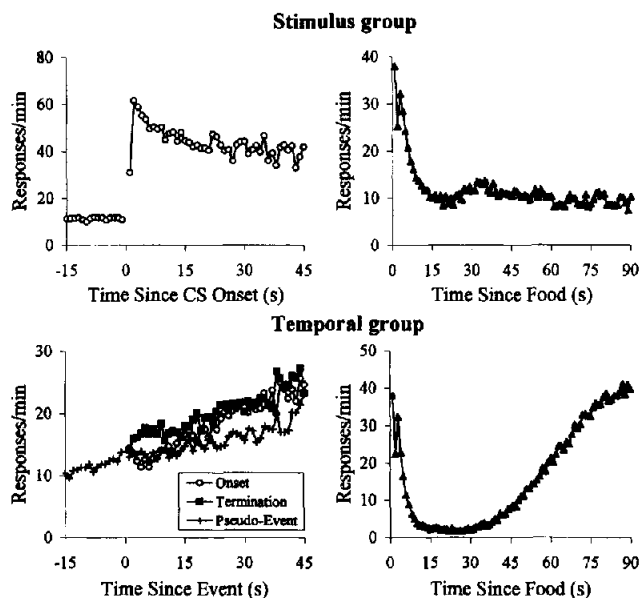 Stimulus group
80
60
40
20
0
Responses/min
-15 0 15 30 45
Time Since CS Onset (s)
40
30
20
10
0
Responses/min
0 15 30 45 60 75 90
Time Since Food (s)
Temporal group
30
20
10
0
Responses/min
Onset
Termination
Pseudo-Event
-15 0 15 30 45
Time Since Event (s)
50
40
30
20
10
0
Responses/min
0 15 30 45 60 75 90
Time Since Food (s)